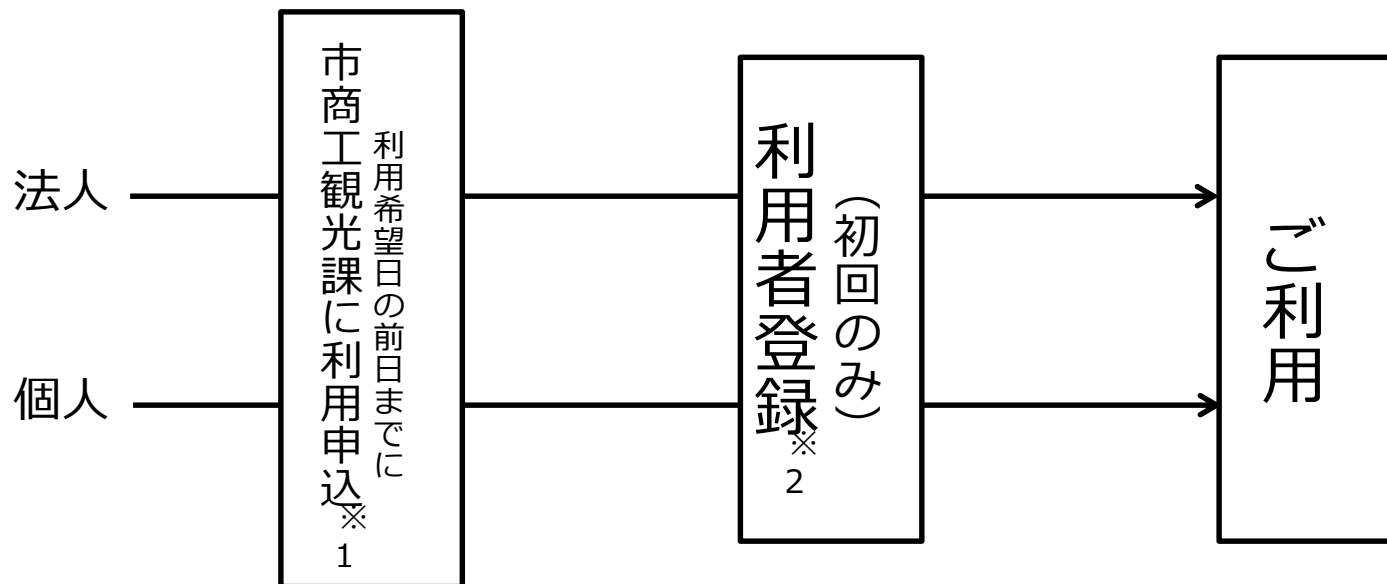 法人
個人
利用希望日の前日までに
市商工観光課に利用申込※1
(初回のみ)
利用者登録※2
ご利用